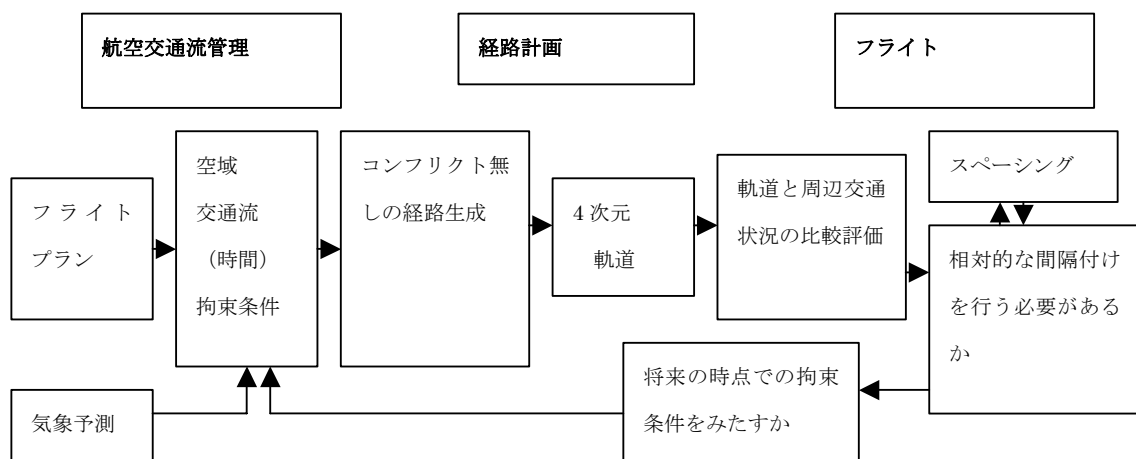 航空交通流管理
経路計画
フライト
フライト
プラン
空域
交通流
（時間）
拘束条件
コンフリクト無
しの経路生成
４次元
軌道
軌道と周辺交通
状況の比較評価
スペーシング
相対的な間隔付け
を行う必要がある
か
将来の時点での拘束
条件をみたすか
気象予測